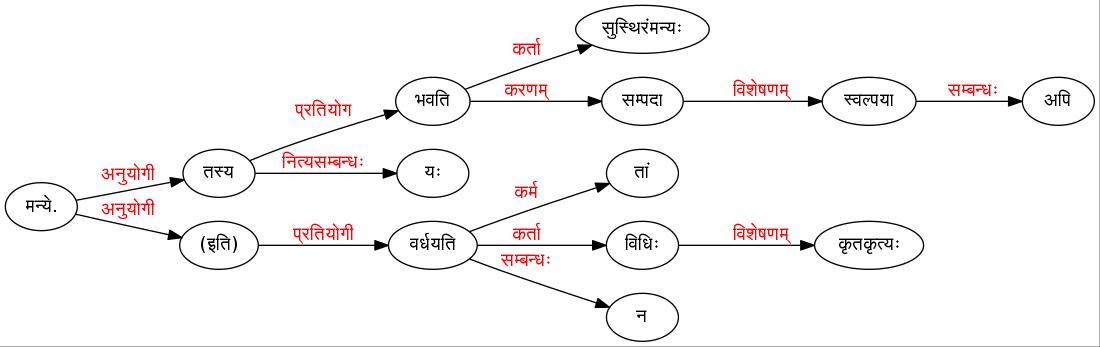 सुस्थिरंमन्यः
कर्ता
भवति
करणम्
सम्पदा
विशेषणम्
स्वल्पया
सम्बन्धः
अपि
प्रतियोग
अनुयोगी
तस्य
नित्यसम्बन्धः
यः
तां
मन्ये.
अनुयोगी
कर्म
(इति)
प्रतियोगी
वर्धयति
कर्ता
विधिः
विशेषणम्
कृतकृत्यः
सम्बन्धः
न